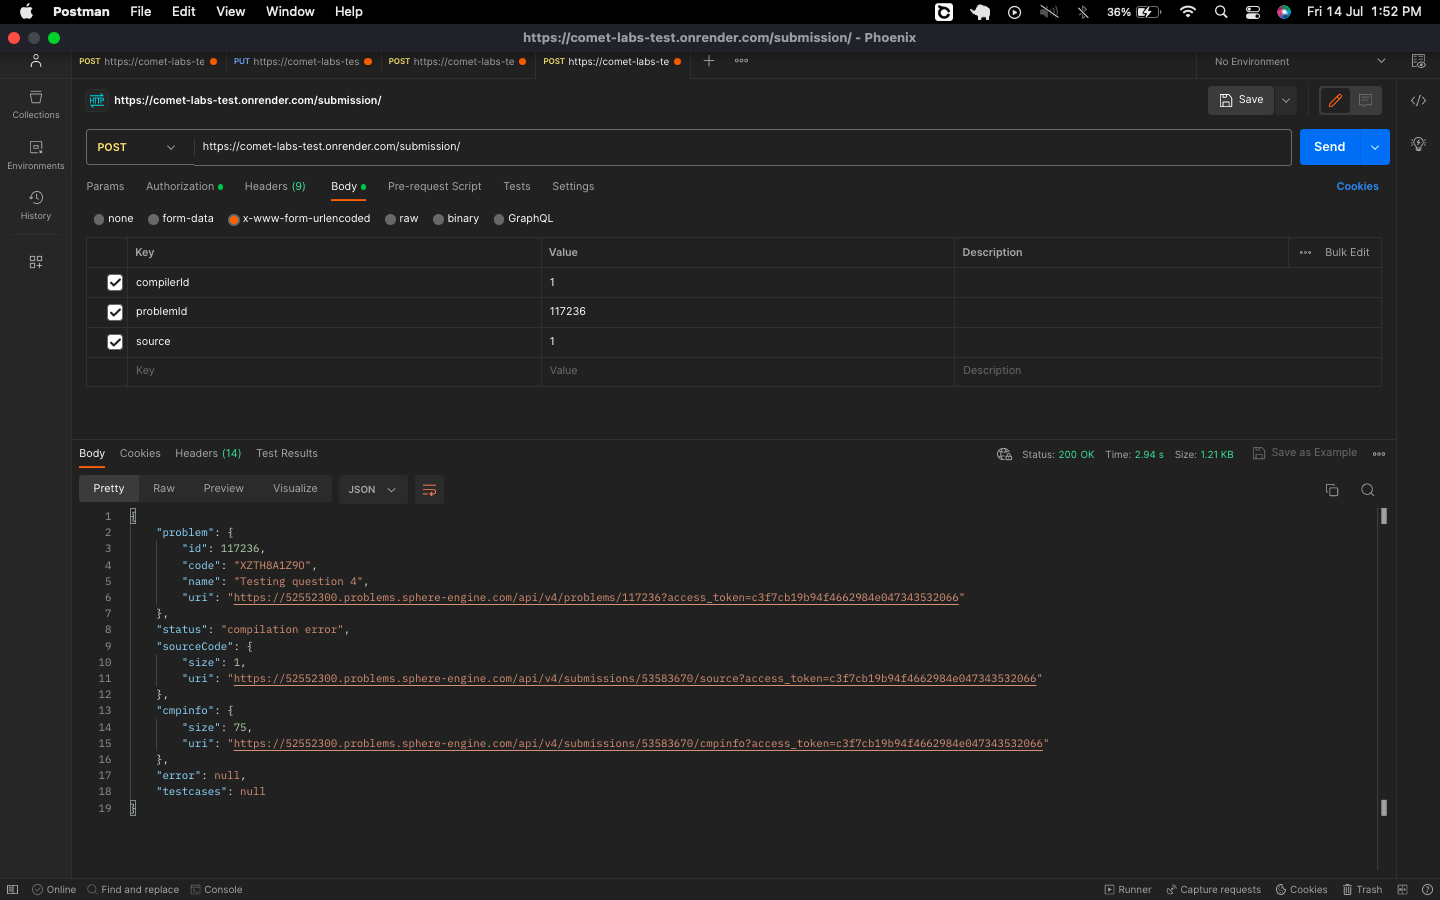 Postman File Edit View Window Help 36% Fri 14 Jul 1:52 PM
https://comet-labs-test.onrender.com/submission/ - Phoenix
POST https://comet-labs-te PUT https://comet-labs-tes POST https://comet-labs-te POST https://comet-labs-te No Environment
HTTP https://comet-labs-test.onrender.com/submission/ Save
Collections
POST https://comet-labs-test.onrender.com/submission/ Send
Environments
Params Authorization Headers (9) Body Pre-request Script Tests Settings Cookies
History
none form-data x-www-form-urlencoded raw binary GraphQL
Key Value Description Bulk Edit
compilerId 1
problemId 117236
source 1
Key Value Description
Body Cookies Headers (14) Test Results Status: 200 OK Time: 2.94 s Size: 1.21 KB Save as Example
Pretty Raw Preview Visualize JSON
1 {
2 "problem": {
3 "id": 117236,
4 "code": "XZTH8A1Z9O",
5 "name": "Testing question 4",
6 "uri": "https://52552300.problems.sphere-engine.com/api/v4/problems/117236?access_token=c3f7cb19b94f4662984e047343532066"
7 },
8 "status": "compilation error",
9 "sourceCode": {
10 "size": 1,
11 "uri": "https://52552300.problems.sphere-engine.com/api/v4/submissions/53583670/source?access_token=c3f7cb19b94f4662984e047343532066"
12 },
13 "cmpinfo": {
14 "size": 75,
15 "uri": "https://52552300.problems.sphere-engine.com/api/v4/submissions/53583670/cmpinfo?access_token=c3f7cb19b94f4662984e047343532066"
16 },
17 "error": null,
18 "testcases": null
19 }
Online Find and replace Console Runner Capture requests Cookies Trash